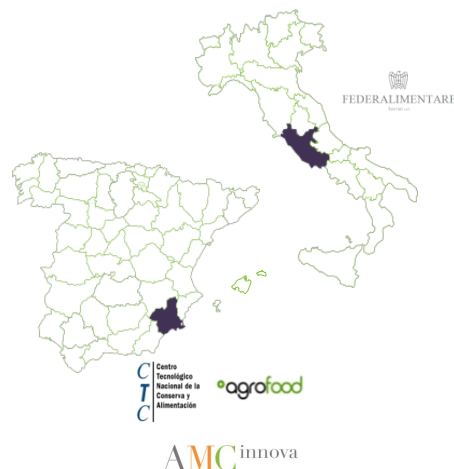 FEDERALIMENTARE
CTC
Centro
Tecnológico
Nacional de la
Conserva y
Alimentación
agrofood
AMC innova